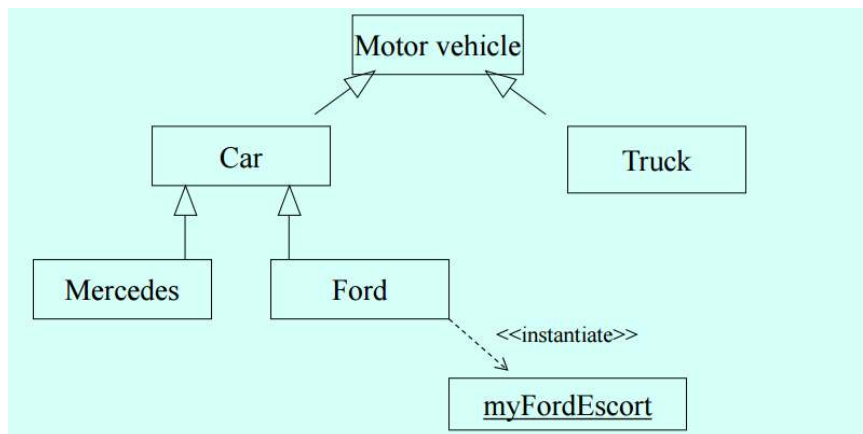 Motor vehicle
Car
Truck
Mercedes
Ford
<<instantiate>>
myFordEscort